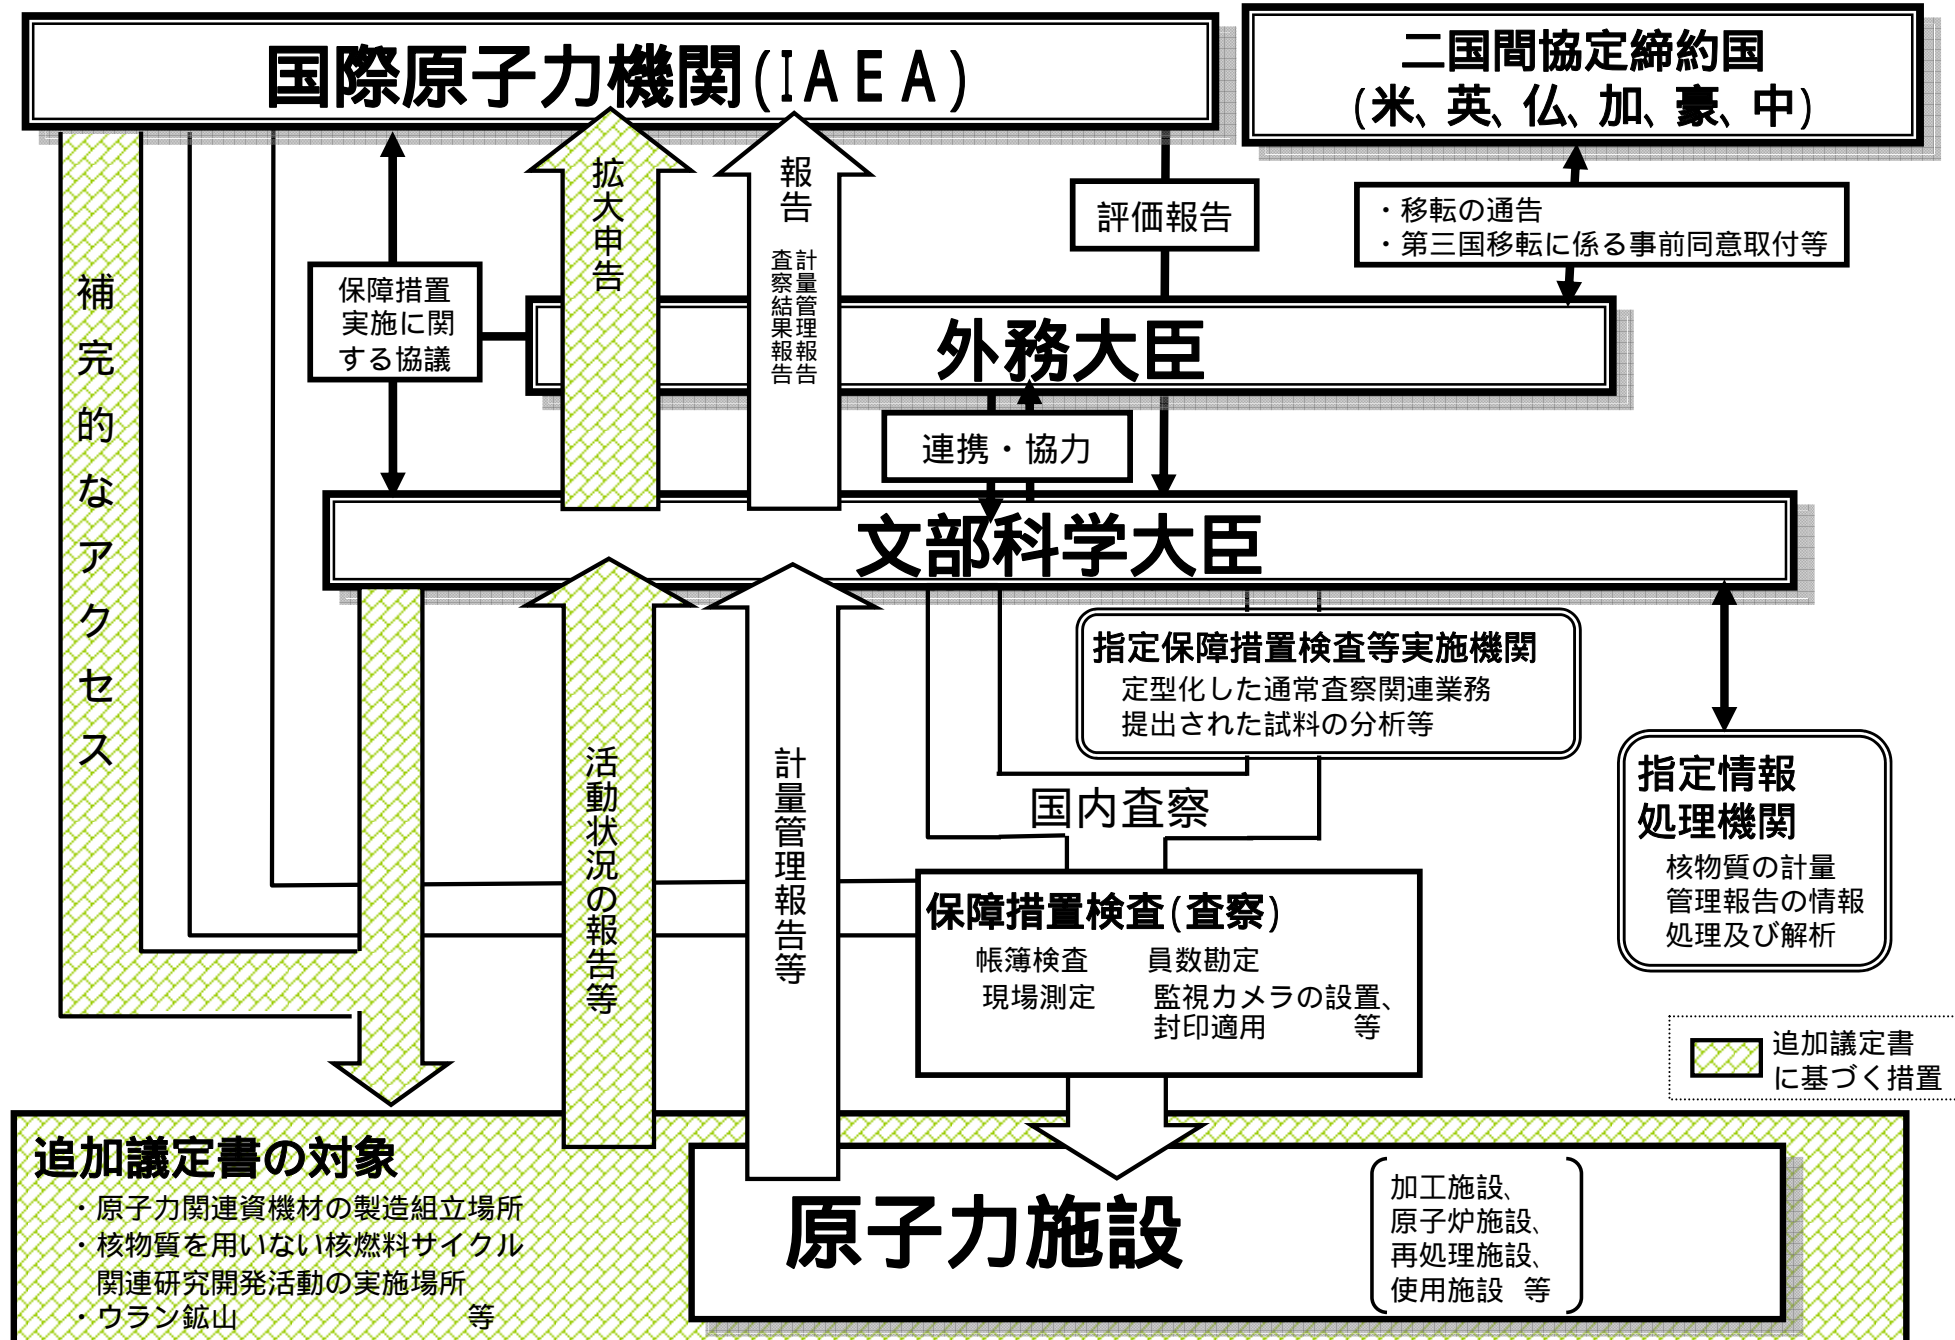 国際原子力機関(IAEA)
二国間協定締約国
(米、英、仏、加、豪、中)
拡大申告
報告
計量管理報告
査察結果報告
評価報告
・移転の通告
・第三国移転に係る事前同意取付等
補完的なアクセス
保障措置
実施に関
する協議
外務大臣
連携・協力
文部科学大臣
指定保障措置検査等実施機関
定型化した通常査察関連業務
提出された試料の分析等
国内査察
指定情報
処理機関
核物質の計量
管理報告の情報
処理及び解析
活動状況の報告等
計量管理報告等
保障措置検査(査察)
帳簿検査 員数勘定
現場測定 監視カメラの設置、
封印適用 等
追加議定書
に基づく措置
追加議定書の対象
・原子力関連資機材の製造組立場所
・核物質を用いない核燃料サイクル
関連研究開発活動の実施場所
・ウラン鉱山 等
原子力施設
加工施設、
原子炉施設、
再処理施設、
使用施設 等